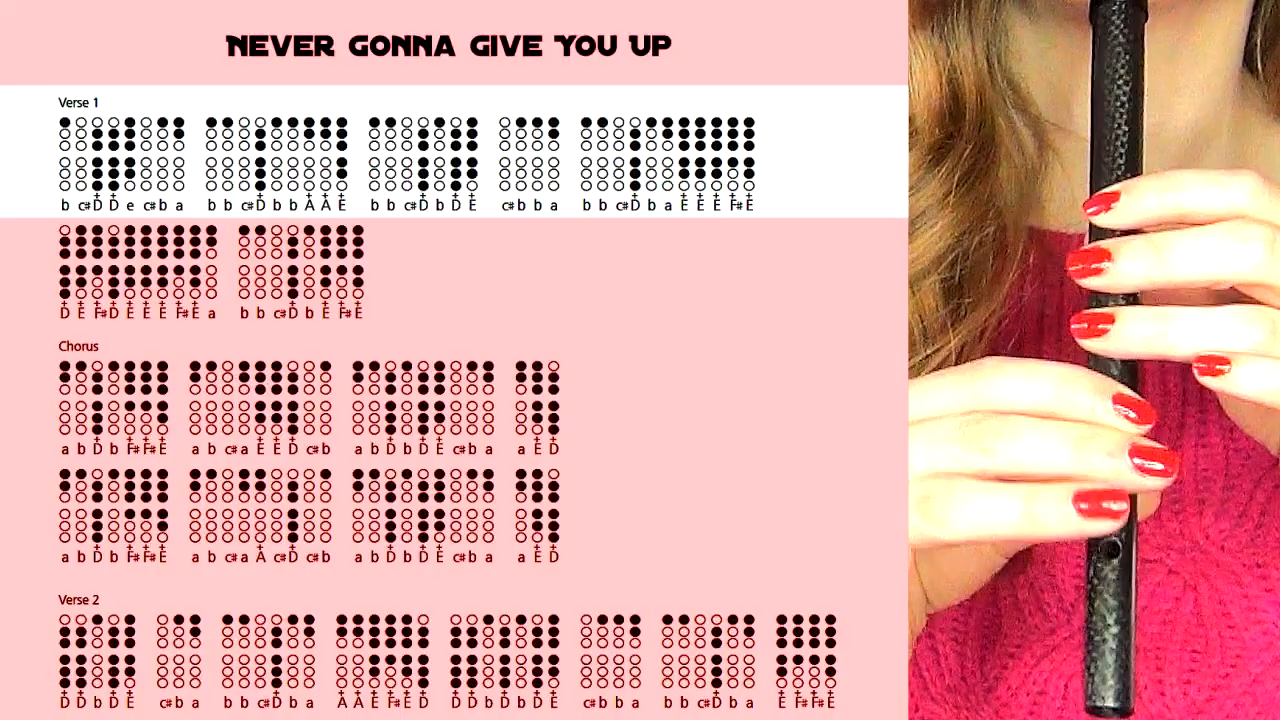 NEVER GONNA GIVE YOU UP
Verse 1
b c# D D e c# b a b b c# D b b A A E b b c# D b D E c# b b a b b c# D b a E E E F# E
D E F# D E E E F# E a b b c# D b E F# E
Chorus
a b D b F# F# E a b c# a E E D c# b a b D b D E c# b a a E D
a b D b F# F# E a b c# a A c# D c# b a b D b D E c# b a a E D
Verse 2
D D b D E c# b a b b c# D b a A A E F# E D D D b D b D E c# b b a b b c# D b a E F# F# E